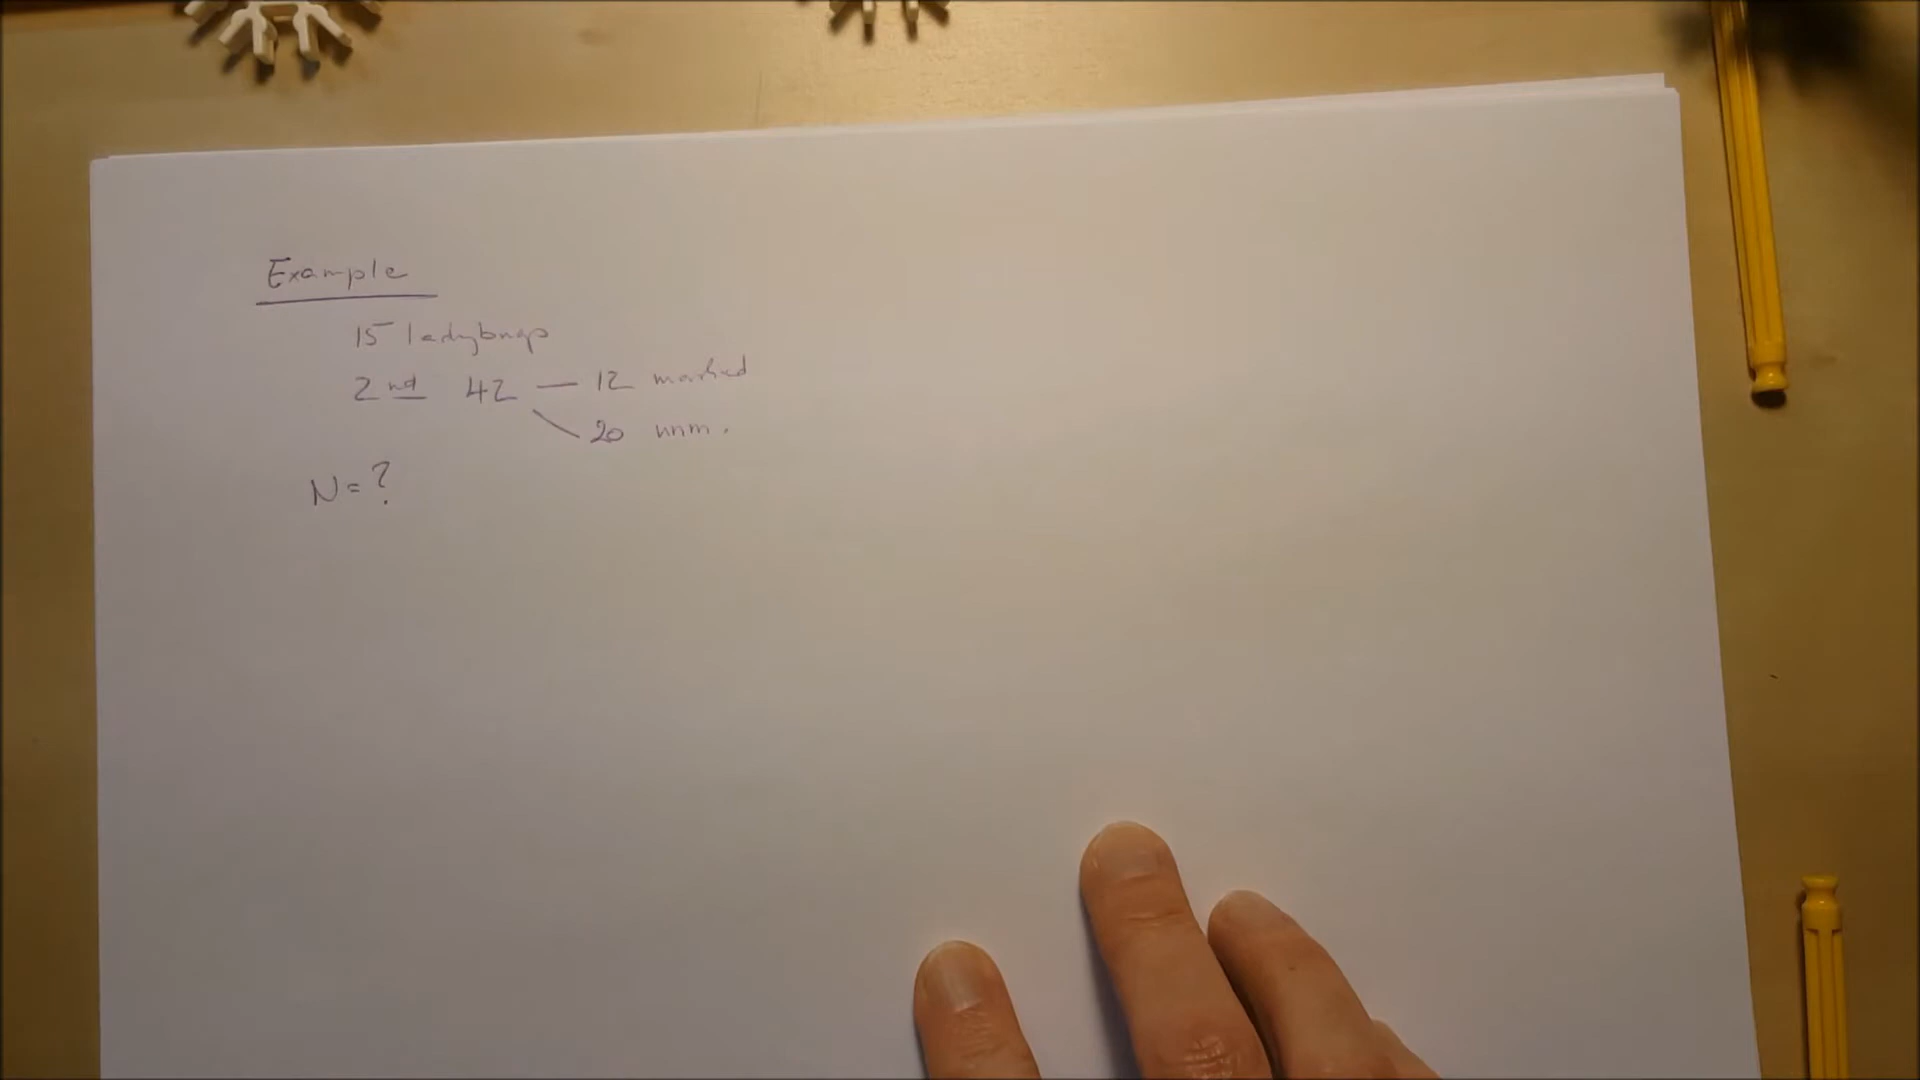 Example
15 ladybugs
2nd 42 — 12 marked
20 unm.
N = ?